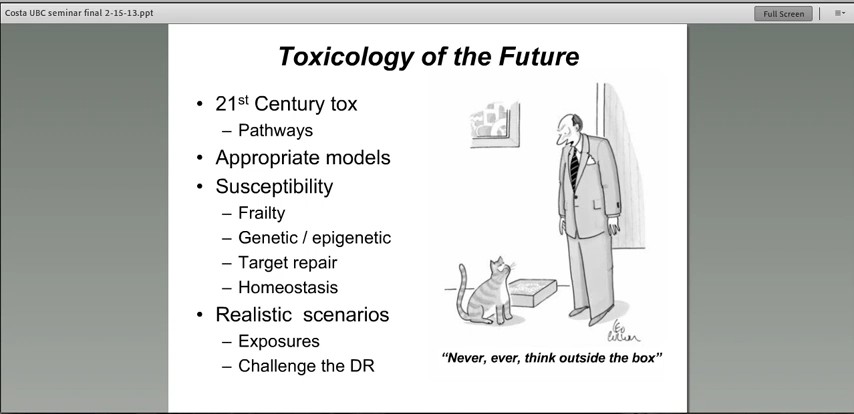 Costa UBC seminar final 2-15-13.ppt
Full Screen
Toxicology of the Future
• 21st Century tox
– Pathways
• Appropriate models
• Susceptibility
– Frailty
– Genetic / epigenetic
– Target repair
– Homeostasis
• Realistic scenarios
– Exposures
– Challenge the DR
“Never, ever, think outside the box”